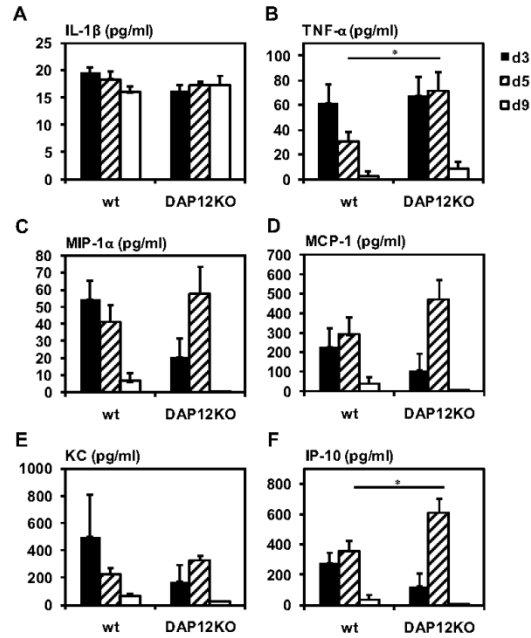 A
IL-1β (pg/ml)
25
20
15
10
5
0
wt DAP12KO
B
TNF-α (pg/ml)
100
80
60
40
20
0
*
wt DAP12KO
d3
d5
d9
C
MIP-1α (pg/ml)
80
70
60
50
40
30
20
10
0
wt DAP12KO
D
MCP-1 (pg/ml)
700
600
500
400
300
200
100
0
wt DAP12KO
E
KC (pg/ml)
1000
800
600
400
200
0
wt DAP12KO
F
IP-10 (pg/ml)
1000
800
600
400
200
0
*
wt DAP12KO